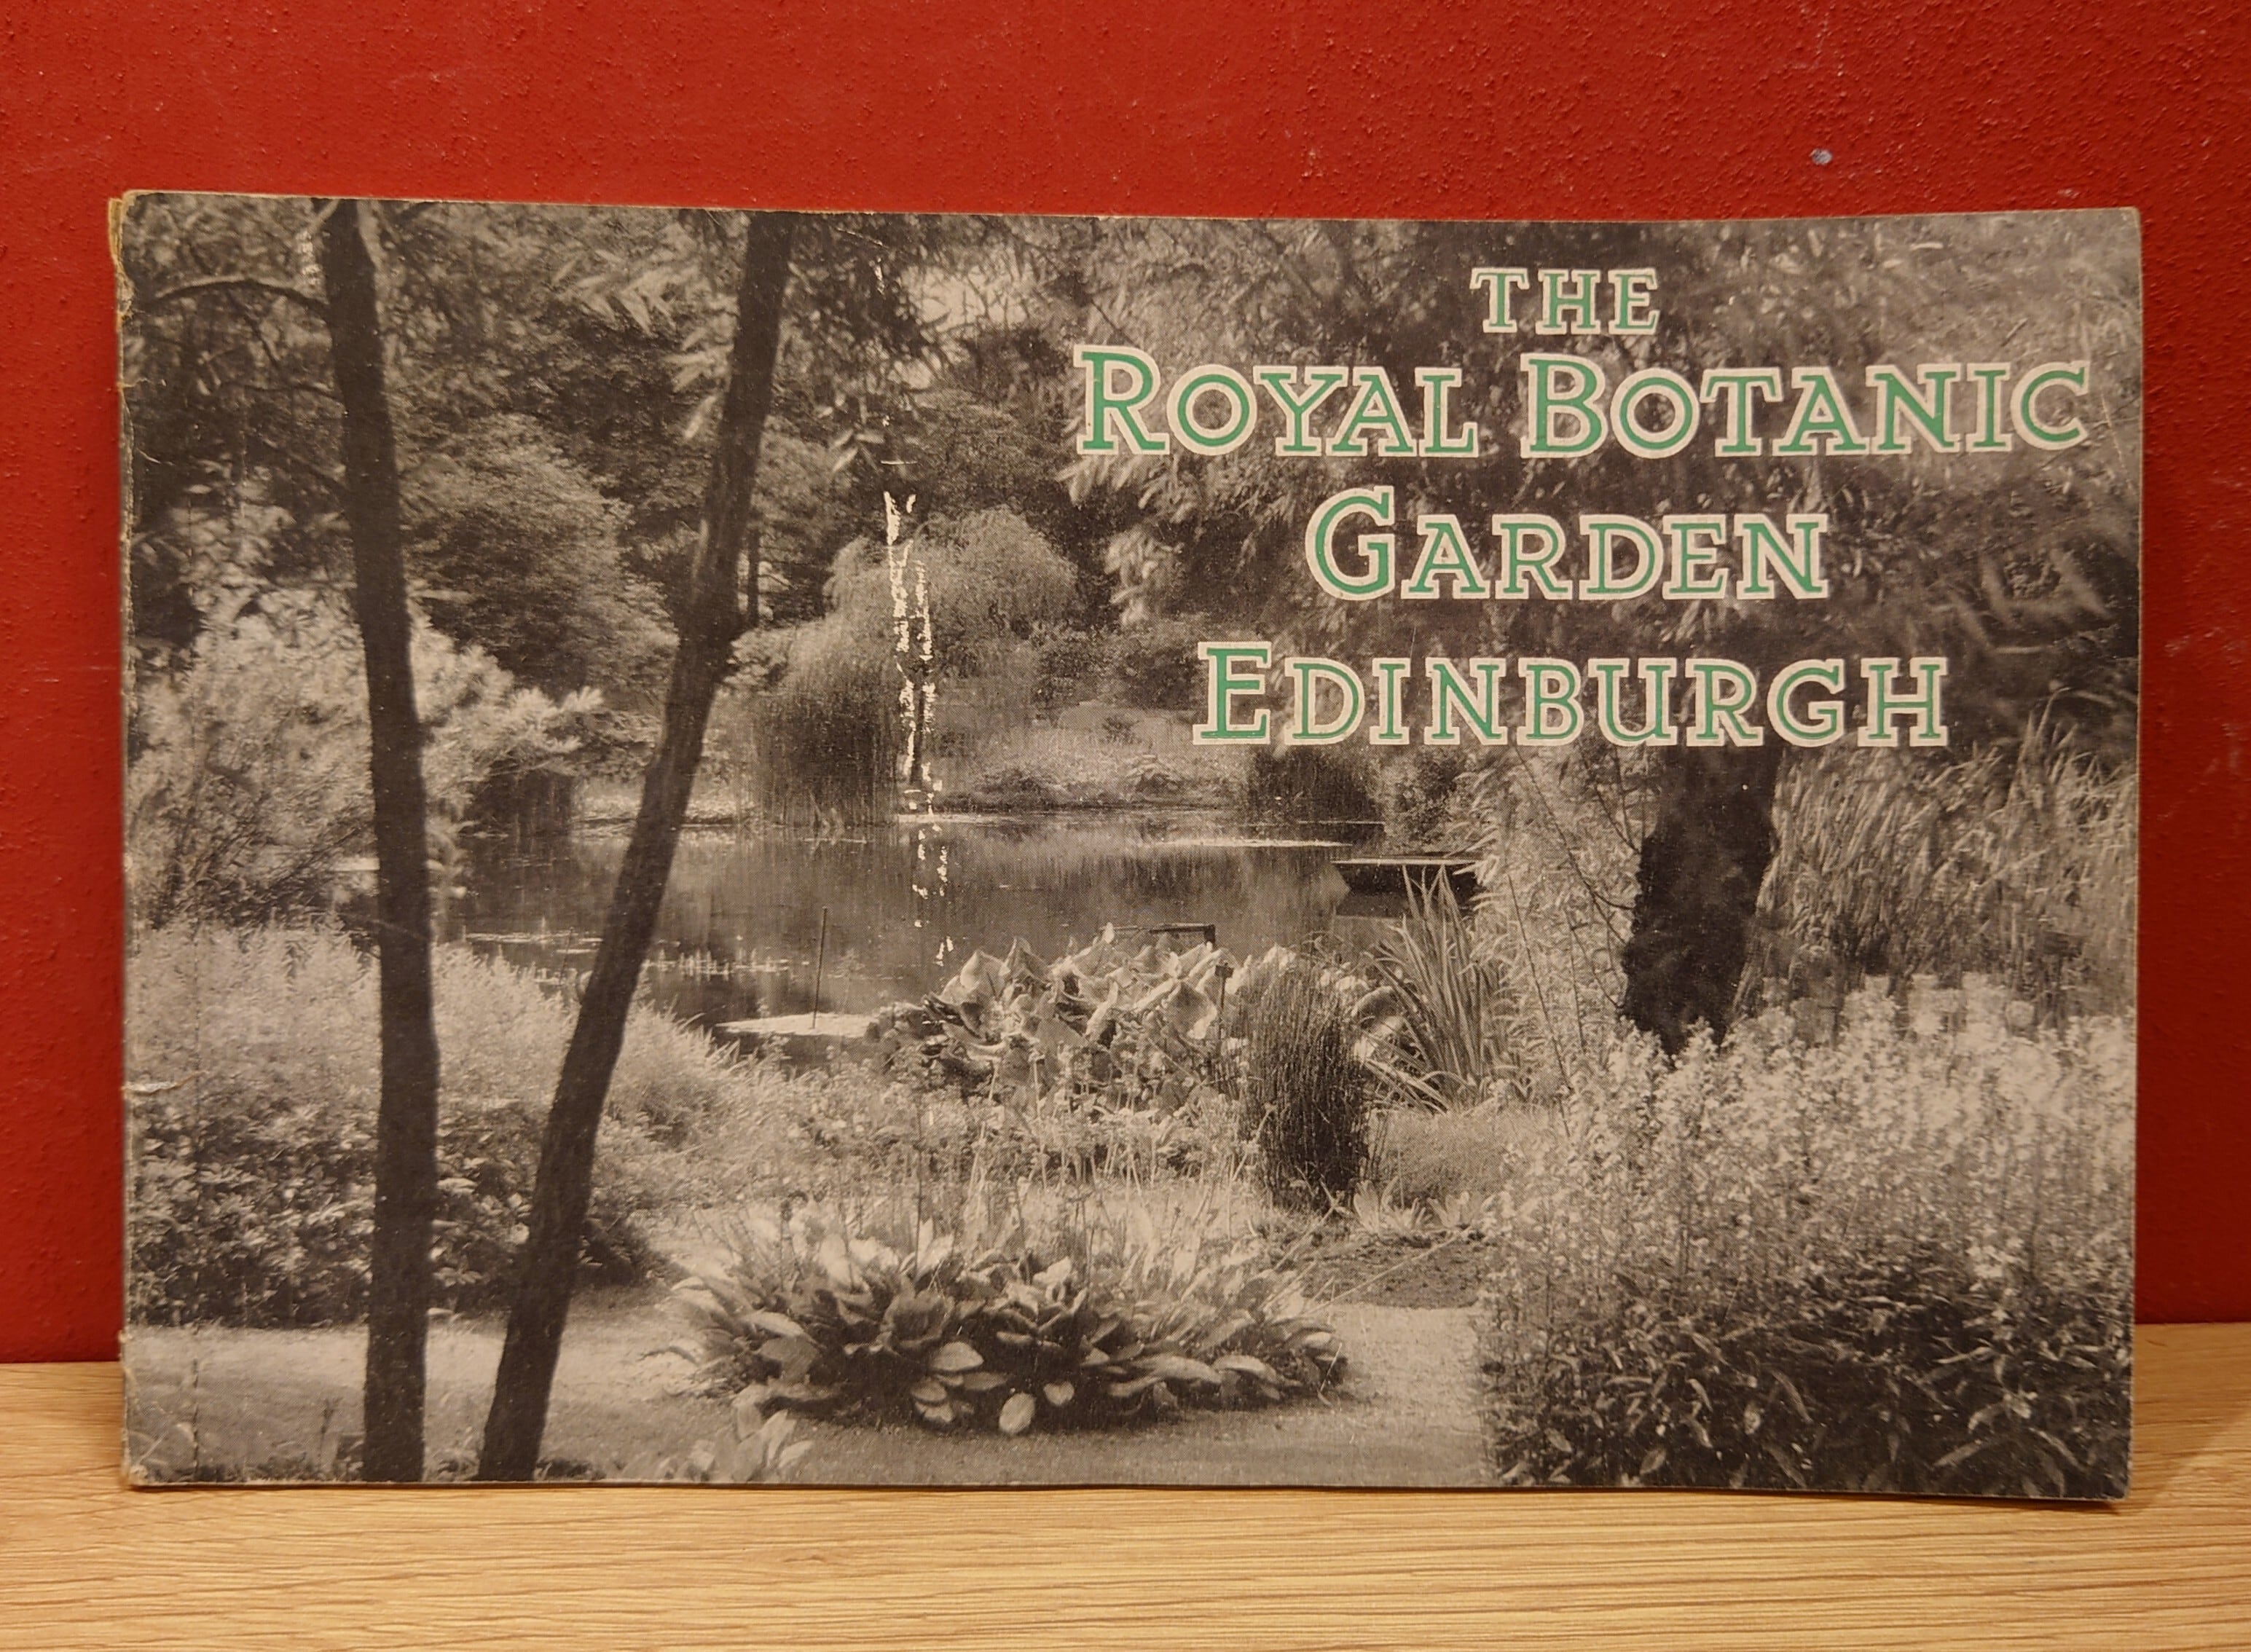 THE
ROYAL BOTANIC
GARDEN
EDINBURGH